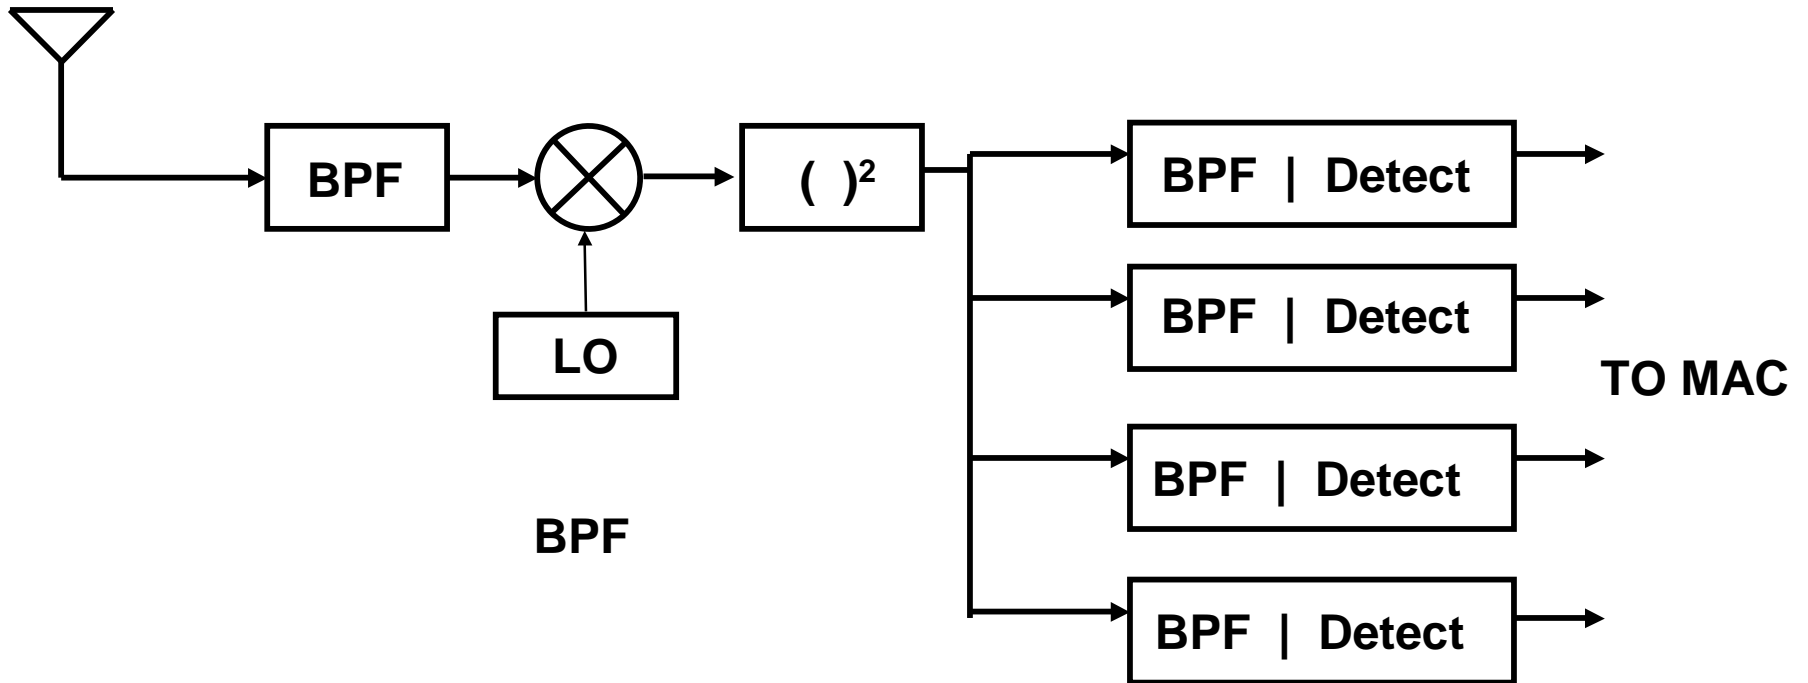 BPF
( )²
LO
BPF
BPF | Detect
BPF | Detect
BPF | Detect
BPF | Detect
TO MAC